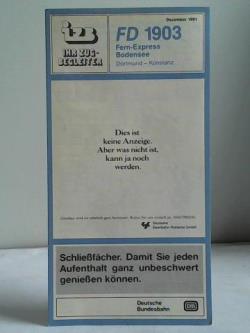 Dezember 1981
izb
IHR ZUG-
BEGLEITER
FD 1903
Fern-Express
Bodensee
Dortmund – Konstanz
Dies ist
keine Anzeige.
Aber was nicht ist,
kann ja noch
werden.
Deutsche
Eisenbahn-Reklame GmbH
Schließfächer. Damit Sie jeden
Aufenthalt ganz unbeschwert
genießen können.
Deutsche
Bundesbahn
DB